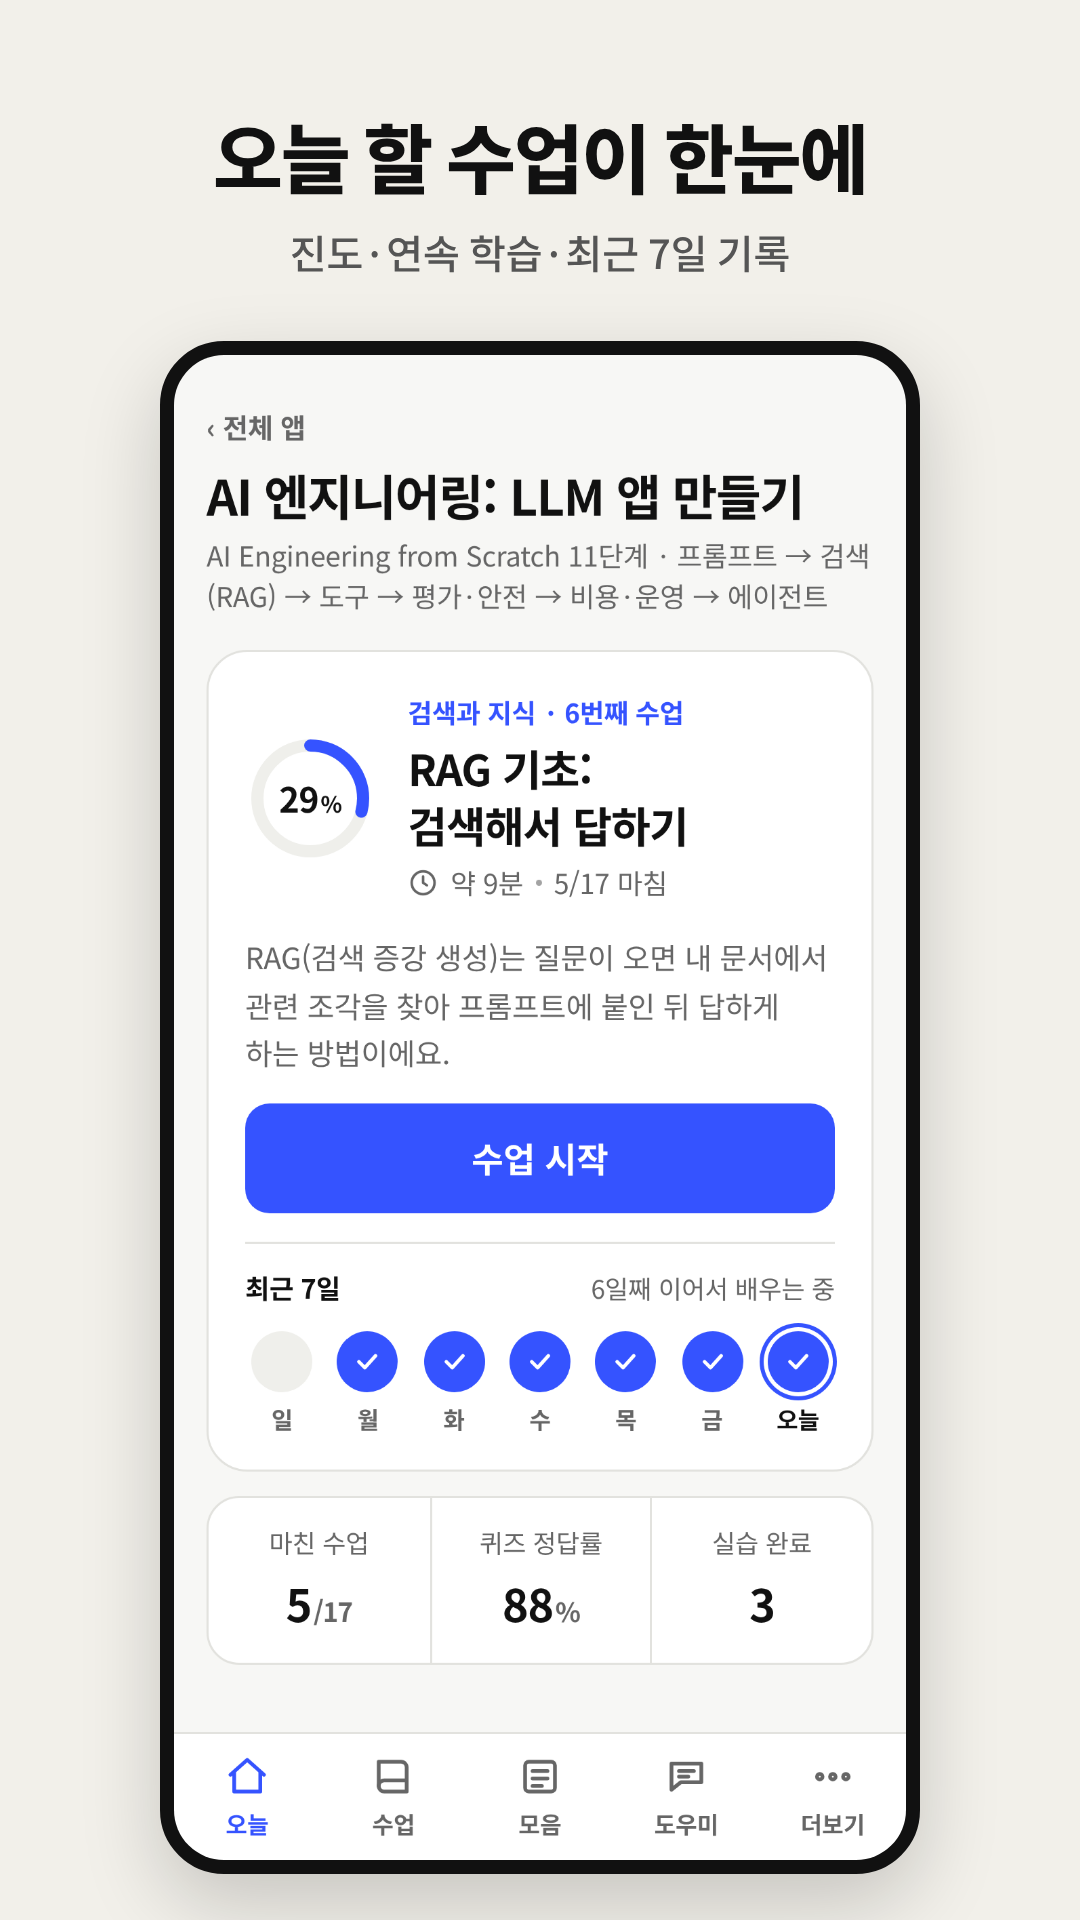 오늘 할 수업이 한눈에
진도·연속 학습·최근 7일 기록
‹ 전체 앱
AI 엔지니어링: LLM 앱 만들기
AI Engineering from Scratch 11단계 · 프롬프트 → 검색
(RAG) → 도구 → 평가·안전 → 비용·운영 → 에이전트
검색과 지식 · 6번째 수업
29%
RAG 기초:
검색해서 답하기
약 9분 • 5/17 마침
RAG(검색 증강 생성)는 질문이 오면 내 문서에서
관련 조각을 찾아 프롬프트에 붙인 뒤 답하게
하는 방법이에요.
수업 시작
최근 7일 6일째 이어서 배우는 중
일 월 화 수 목 금 오늘
마친 수업 퀴즈 정답률 실습 완료
5/17 88% 3
오늘 수업 모음 도우미 더보기